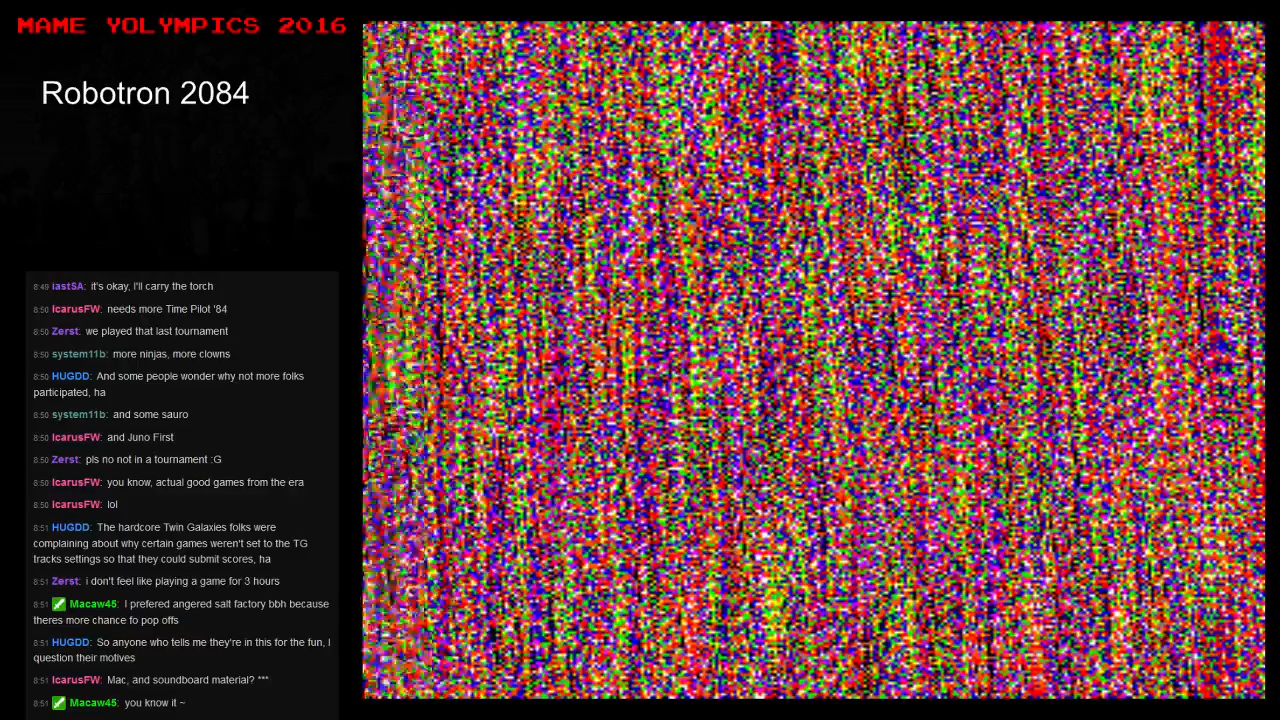 MAME YOLYMPICS 2016
Robotron 2084
8:49 iastSA: it's okay, I'll carry the torch
8:50 IcarusFW: needs more Time Pilot '84
8:50 Zerst: we played that last tournament
8:50 system11b: more ninjas, more clowns
8:50 HUGDD: And some people wonder why not more folks
participated, ha
8:50 system11b: and some sauro
8:50 IcarusFW: and Juno First
8:50 Zerst: pls no not in a tournament :G
8:50 IcarusFW: you know, actual good games from the era
8:50 IcarusFW: lol
8:51 HUGDD: The hardcore Twin Galaxies folks were
complaining about why certain games weren't set to the TG
tracks settings so that they could submit scores, ha
8:51 Zerst: i don't feel like playing a game for 3 hours
8:51 Macaw45: I prefered angered salt factory bbh because
theres more chance fo pop offs
8:51 HUGDD: So anyone who tells me they're in this for the fun, I
question their motives
8:51 IcarusFW: Mac, and soundboard material? ***
8:51 Macaw45: you know it ~